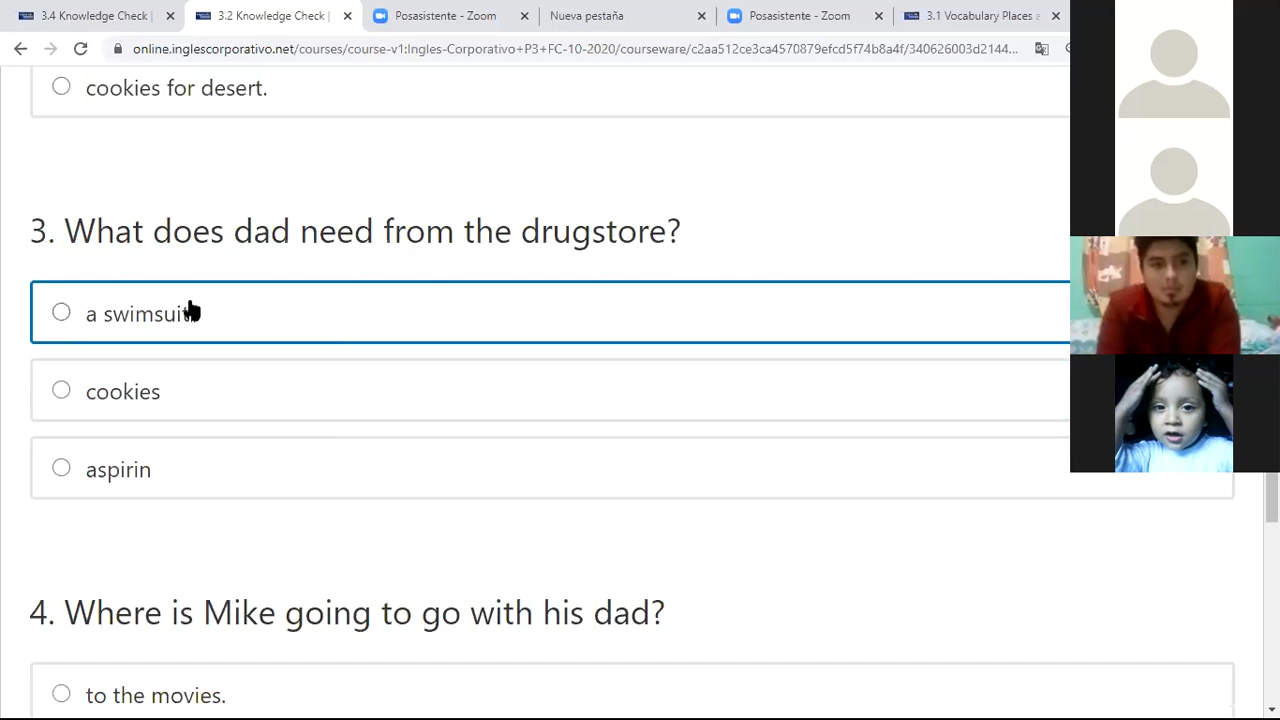 3.4 Knowledge Check |
3.2 Knowledge Check |
Posasistente - Zoom
Nueva pestaña
Posasistente - Zoom
3.1 Vocabulary Places a
online.inglescorporativo.net/courses/course-v1:Ingles-Corporativo+P3+FC-10-2020/courseware/c2aa512ce3ca4570879efcd5f74b8a4f/340626003d2144...
cookies for desert.
3. What does dad need from the drugstore?
a swimsuit
cookies
aspirin
4. Where is Mike going to go with his dad?
to the movies.